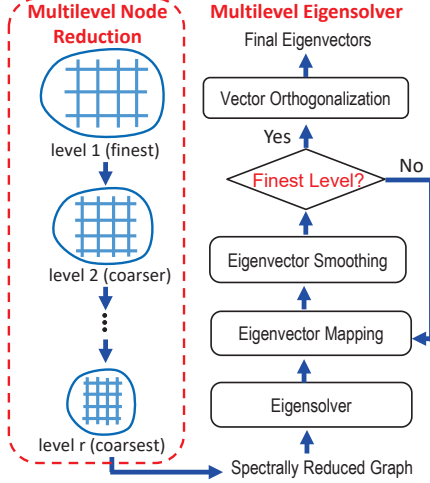 Multilevel Node
Reduction
level 1 (finest)
level 2 (coarser)
level r (coarsest)
Multilevel Eigensolver
Final Eigenvectors
Vector Orthogonalization
Yes
No
Finest Level?
Eigenvector Smoothing
Eigenvector Mapping
Eigensolver
Spectrally Reduced Graph